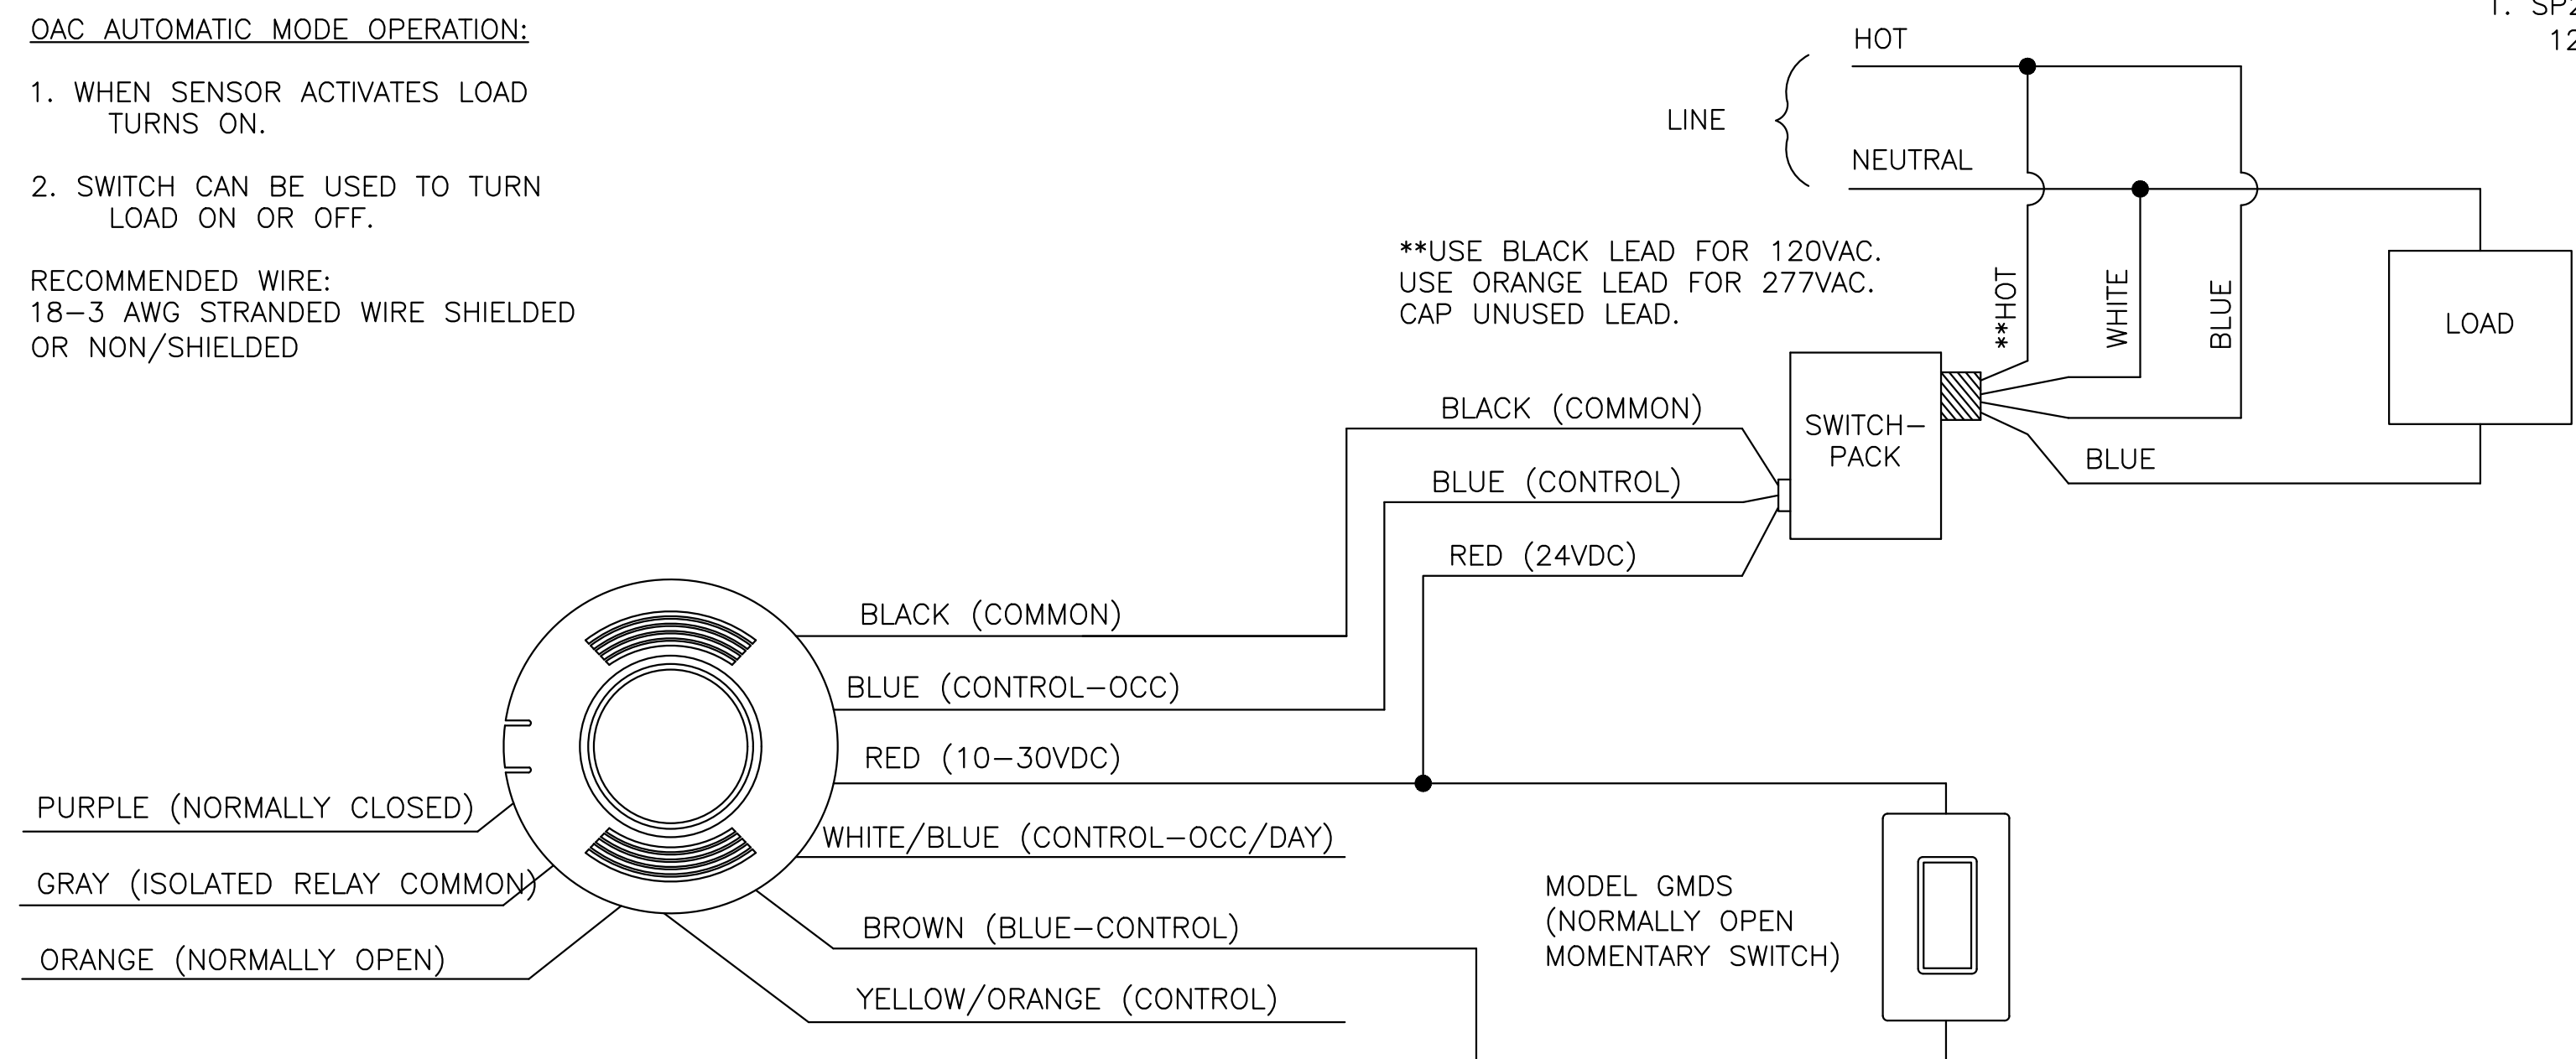 OAC AUTOMATIC MODE OPERATION:
1. WHEN SENSOR ACTIVATES LOAD
TURNS ON.
2. SWITCH CAN BE USED TO TURN
LOAD ON OR OFF.
RECOMMENDED WIRE:
18-3 AWG STRANDED WIRE SHIELDED
OR NON/SHIELDED
HOT
LINE
NEUTRAL
**USE BLACK LEAD FOR 120VAC.
USE ORANGE LEAD FOR 277VAC.
CAP UNUSED LEAD.
**HOT
WHITE
BLUE
LOAD
BLACK (COMMON)
SWITCH-
PACK
BLUE
BLUE (CONTROL)
RED (24VDC)
BLACK (COMMON)
BLUE (CONTROL-OCC)
RED (10-30VDC)
PURPLE (NORMALLY CLOSED)
WHITE/BLUE (CONTROL-OCC/DAY)
GRAY (ISOLATED RELAY COMMON)
BROWN (BLUE-CONTROL)
ORANGE (NORMALLY OPEN)
YELLOW/ORANGE (CONTROL)
MODEL GMDS
(NORMALLY OPEN
MOMENTARY SWITCH)